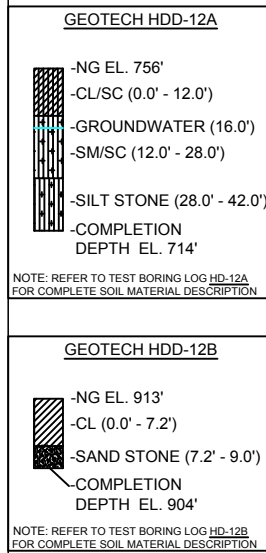 GEOTECH HDD-12A
-NG EL. 756'
-CL/SC (0.0' - 12.0')
-GROUNDWATER (16.0')
-SM/SC (12.0' - 28.0')
-SILT STONE (28.0' - 42.0')
-COMPLETION
DEPTH EL. 714'
NOTE: REFER TO TEST BORING LOG HD-12A
FOR COMPLETE SOIL MATERIAL DESCRIPTION
GEOTECH HDD-12B
-NG EL. 913'
-CL (0.0' - 7.2')
-SAND STONE (7.2' - 9.0')
-COMPLETION
DEPTH EL. 904'
NOTE: REFER TO TEST BORING LOG HD-12B
FOR COMPLETE SOIL MATERIAL DESCRIPTION